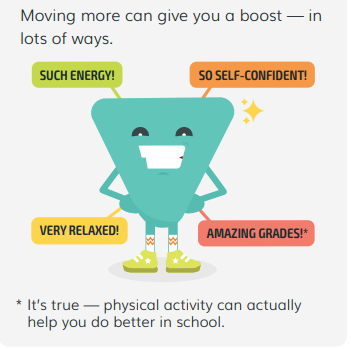 Moving more can give you a boost — in
lots of ways.
SUCH ENERGY!
SO SELF-CONFIDENT!
VERY RELAXED!
AMAZING GRADES!*
* It's true — physical activity can actually
help you do better in school.